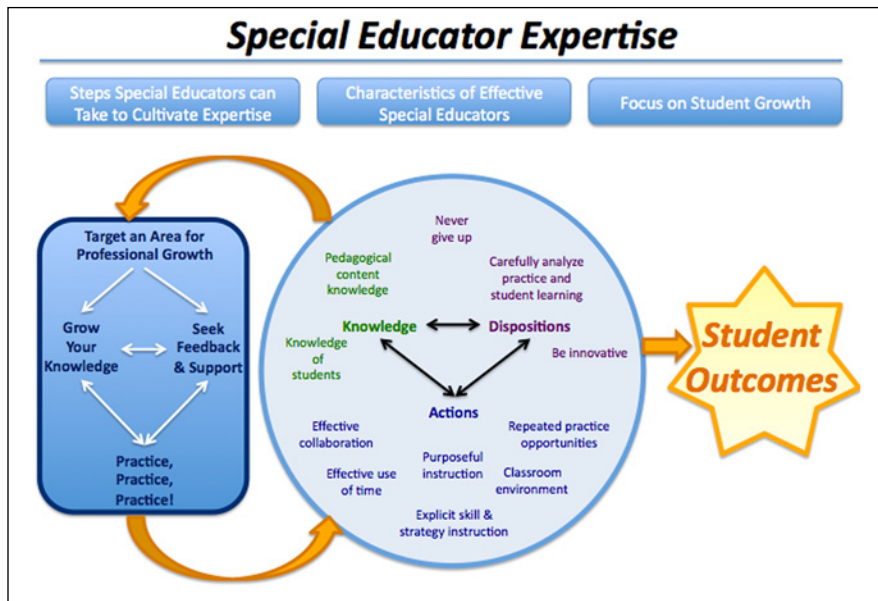 Special Educator Expertise
Steps Special Educators can
Take to Cultivate Expertise
Characteristics of Effective
Special Educators
Focus on Student Growth
Target an Area for
Professional Growth
Grow
Your
Knowledge
Seek
Feedback
& Support
Practice,
Practice,
Practice!
Never
give up
Pedagogical
content
knowledge
Carefully analyze
practice and
student learning
Knowledge
Dispositions
Knowledge
of
students
Be innovative
Actions
Effective
collaboration
Repeated practice
opportunities
Purposeful
instruction
Effective use
of time
Classroom
environment
Explicit skill &
strategy instruction
Student
Outcomes